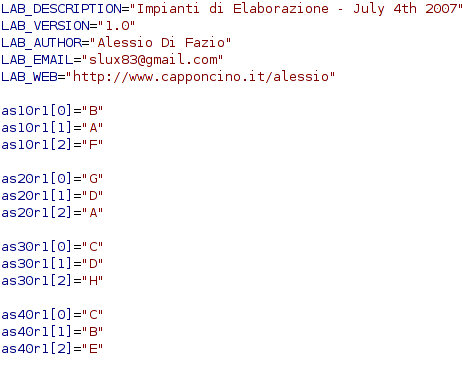 LAB_DESCRIPTION="Impianti di Elaborazione - July 4th 2007"
LAB_VERSION="1.0"
LAB_AUTHOR="Alessio Di Fazio"
LAB_EMAIL="slux83@gmail.com"
LAB_WEB="http://www.capponcino.it/alessio"

as10r1[0]="B"
as10r1[1]="A"
as10r1[2]="F"

as20r1[0]="G"
as20r1[1]="D"
as20r1[2]="A"

as30r1[0]="C"
as30r1[1]="D"
as30r1[2]="H"

as40r1[0]="C"
as40r1[1]="B"
as40r1[2]="E"